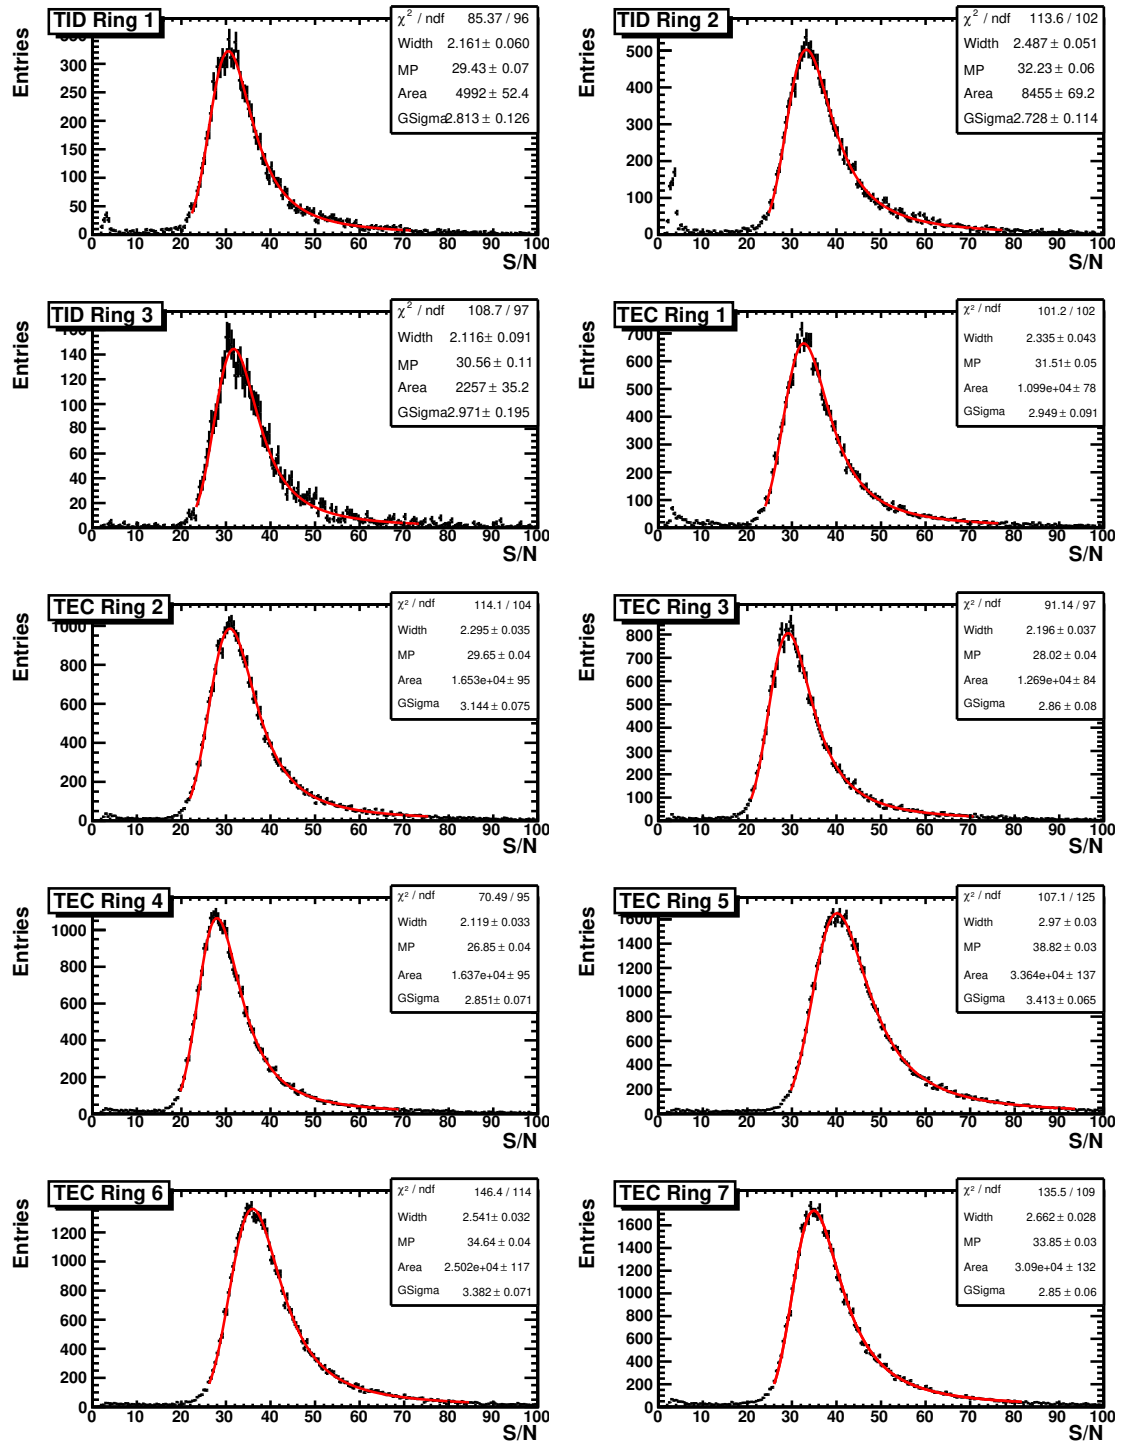 TID Ring 1
χ² / ndf 85.37 / 96
Width 2.161± 0.060
MP 29.43 ± 0.07
Area 4992 ± 52.4
GSigma 2.813 ± 0.126
Entries
300
250
200
150
100
50
0
0 10 20 30 40 50 60 70 80 90 100
S/N
TID Ring 2
χ² / ndf 113.6 / 102
Width 2.487 ± 0.051
MP 32.23 ± 0.06
Area 8455 ± 69.2
GSigma 2.728 ± 0.114
Entries
500
400
300
200
100
0
0 10 20 30 40 50 60 70 80 90 100
S/N
TID Ring 3
χ² / ndf 108.7 / 97
Width 2.116± 0.091
MP 30.56 ± 0.11
Area 2257 ± 35.2
GSigma 2.971 ± 0.195
Entries
140
120
100
80
60
40
20
0
0 10 20 30 40 50 60 70 80 90 100
S/N
TEC Ring 1
χ² / ndf 101.2 / 102
Width 2.335 ± 0.043
MP 31.51 ± 0.05
Area 1.099e+04 ± 78
GSigma 2.949 ± 0.091
Entries
700
600
500
400
300
200
100
0
0 10 20 30 40 50 60 70 80 90 100
S/N
TEC Ring 2
χ² / ndf 114.1 / 104
Width 2.295 ± 0.035
MP 29.65 ± 0.04
Area 1.653e+04 ± 95
GSigma 3.144 ± 0.075
Entries
1000
800
600
400
200
0
0 10 20 30 40 50 60 70 80 90 100
S/N
TEC Ring 3
χ² / ndf 91.14 / 97
Width 2.196 ± 0.037
MP 28.02 ± 0.04
Area 1.269e+04 ± 84
GSigma 2.86 ± 0.08
Entries
800
700
600
500
400
300
200
100
0
0 10 20 30 40 50 60 70 80 90 100
S/N
TEC Ring 4
χ² / ndf 70.49 / 95
Width 2.119 ± 0.033
MP 26.85 ± 0.04
Area 1.637e+04 ± 95
GSigma 2.851 ± 0.071
Entries
1000
800
600
400
200
0
0 10 20 30 40 50 60 70 80 90 100
S/N
TEC Ring 5
χ² / ndf 107.1 / 125
Width 2.97 ± 0.03
MP 38.82 ± 0.03
Area 3.364e+04 ± 137
GSigma 3.413 ± 0.065
Entries
1600
1400
1200
1000
800
600
400
200
0
0 10 20 30 40 50 60 70 80 90 100
S/N
TEC Ring 6
χ² / ndf 146.4 / 114
Width 2.541 ± 0.032
MP 34.64 ± 0.04
Area 2.502e+04 ± 117
GSigma 3.382 ± 0.071
Entries
1200
1000
800
600
400
200
0
0 10 20 30 40 50 60 70 80 90 100
S/N
TEC Ring 7
χ² / ndf 135.5 / 109
Width 2.662 ± 0.028
MP 33.85 ± 0.03
Area 3.09e+04 ± 132
GSigma 2.85 ± 0.06
Entries
1600
1400
1200
1000
800
600
400
200
0
0 10 20 30 40 50 60 70 80 90 100
S/N